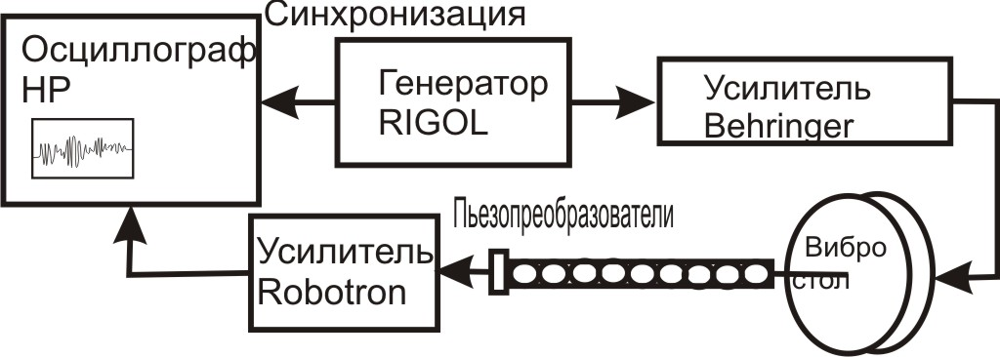 Синхронизация
Осциллограф
HP
Генератор
RIGOL
Усилитель
Behringer
Пьезопреобразователи
Усилитель
Robotron
Вибро
стол